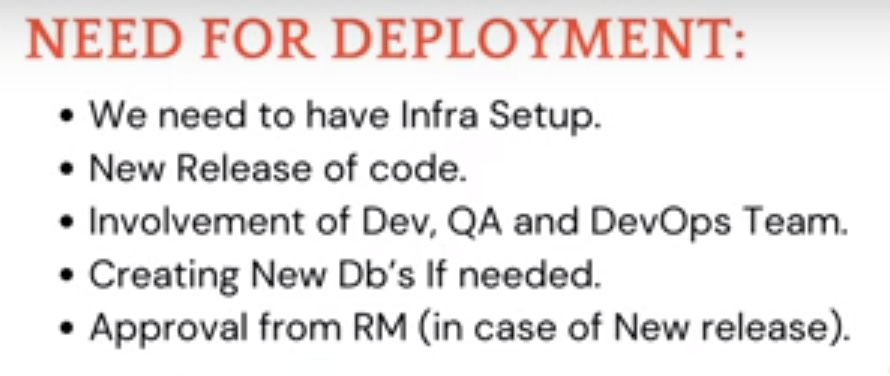 NEED FOR DEPLOYMENT:
• We need to have Infra Setup.
• New Release of code.
• Involvement of Dev, QA and DevOps Team.
• Creating New Db's If needed.
• Approval from RM (in case of New release).